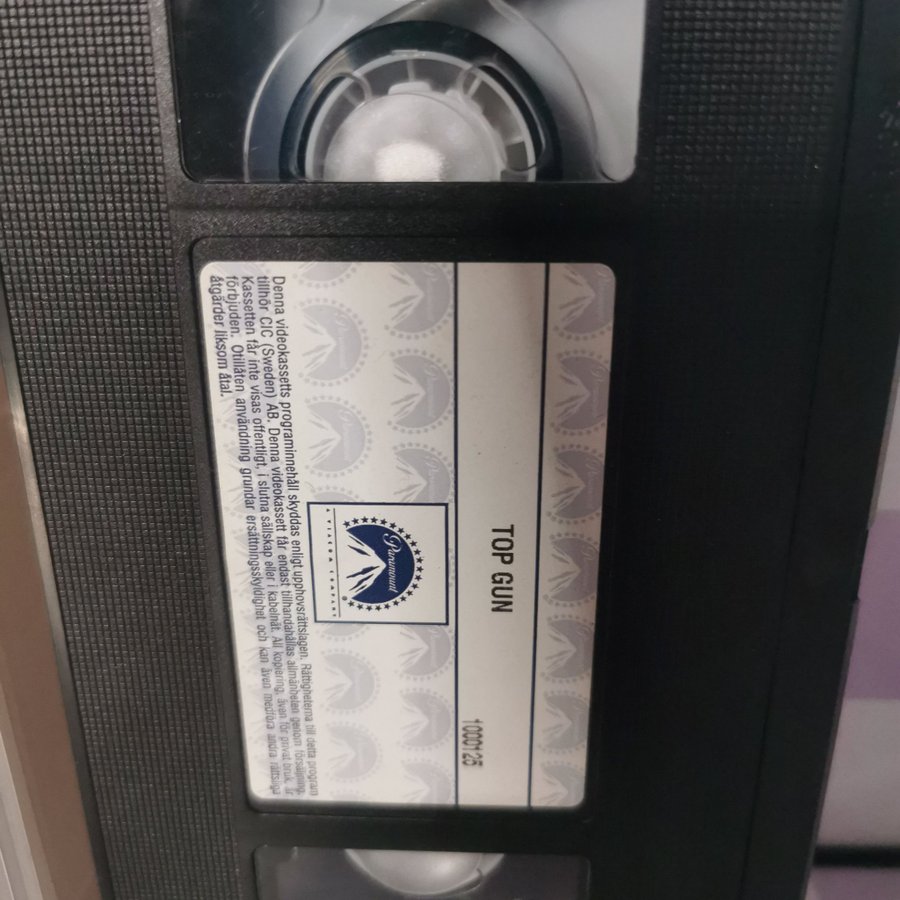 TOP GUN
1000125
Paramount
A VIACOM COMPANY
Denna videokassetts programinnehåll skyddas enligt upphovsrättslagen. Rättigheterna till detta program
tillhör CIC (Sweden) AB. Denna videokassett får endast tillhandahållas allmänheten genom försäljning.
Kassetten får inte visas offentligt, i slutna sällskap eller i kabelnät. All kopiering, även för privat bruk, är
förbjuden. Otillåten användning grundar ersättningsskyldighet och kan även medföra andra rättsliga
åtgärder liksom åtal.